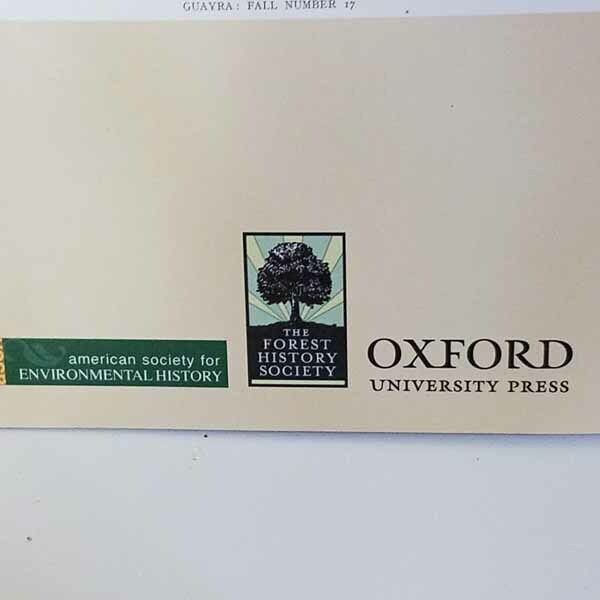 GUAYRA: FALL NUMBER 17
american society for
ENVIRONMENTAL HISTORY
THE
FOREST
HISTORY
SOCIETY
OXFORD
UNIVERSITY PRESS